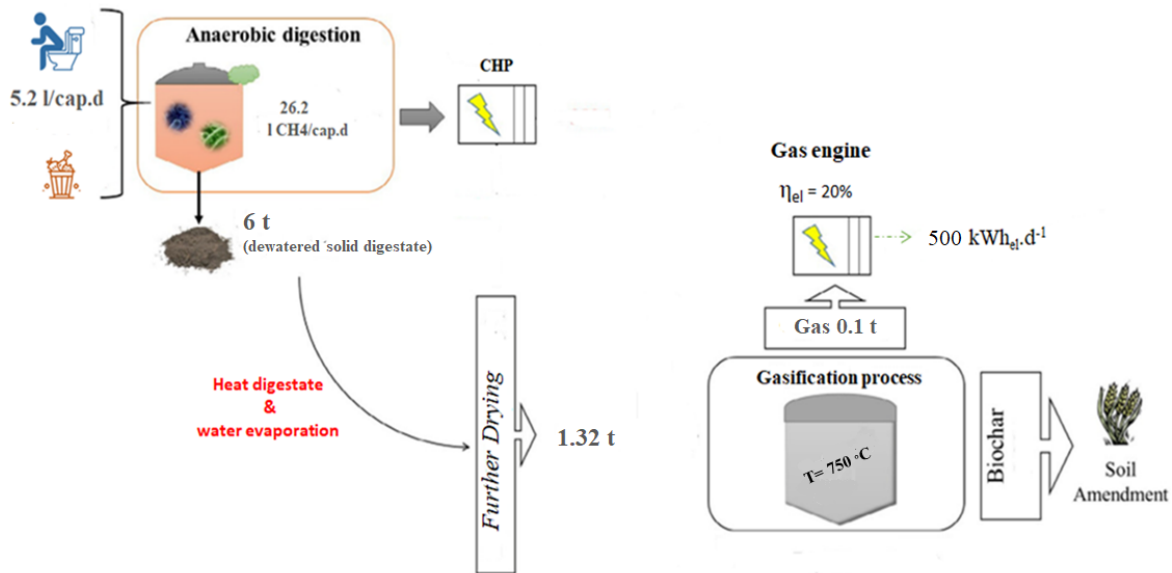 Anaerobic digestion
5.2 l/cap.d
26.2
l CH4/cap.d
CHP
6 t
(dewatered ´solid digestate)
Heat digestate
&
water evaporation
Further Drying
1.32 t
Gas engine
ηel = 20%
500 kWhel.d-1
Gas 0.1 t
Gasification process
T= 750 °C
Biochar
Soil
Amendment